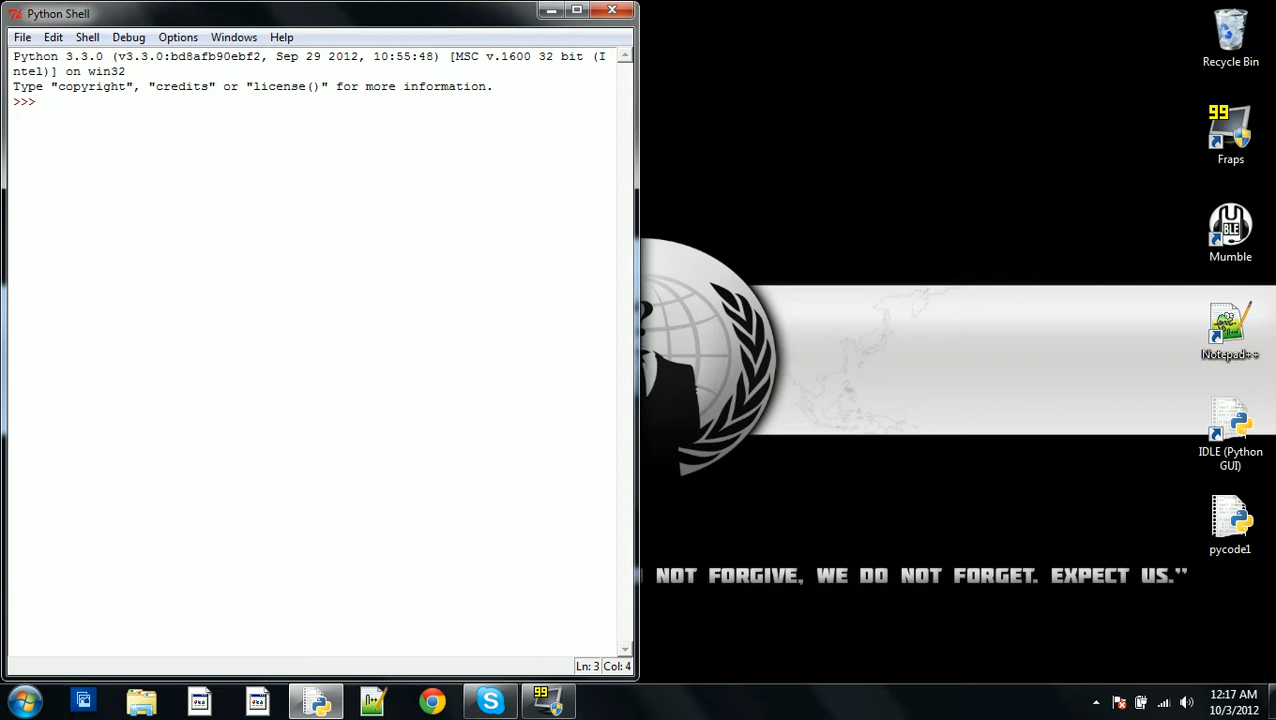 Python Shell
File Edit Shell Debug Options Windows Help
Python 3.3.0 (v3.3.0:bd8afb90ebf2, Sep 29 2012, 10:55:48) [MSC v.1600 32 bit (I
ntel)] on win32
Type "copyright", "credits" or "license()" for more information.
>>>
Ln: 3 Col: 4
Recycle Bin
99
Fraps
UBLE
Mumble
Notepad++
IDLE (Python
GUI)
pycode1
NOT FORGIVE, WE DO NOT FORGET. EXPECT US.”
N++
S
99
12:17 AM
10/3/2012